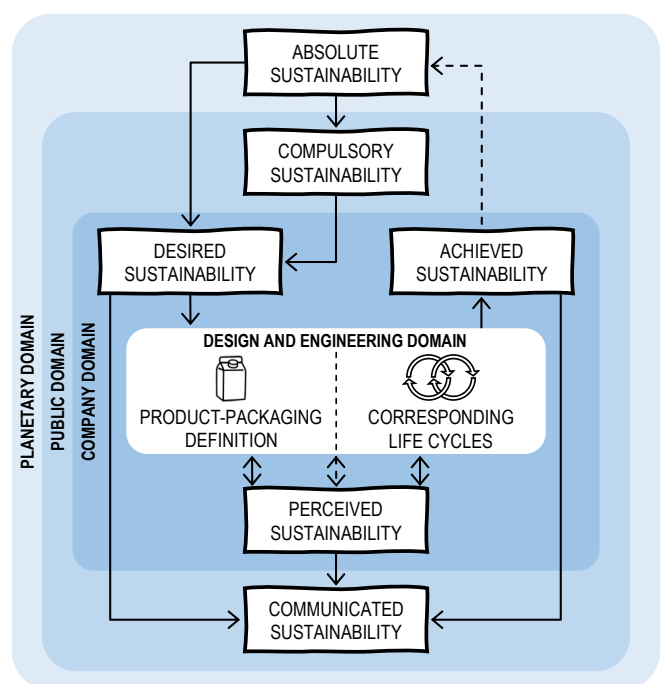 ABSOLUTE
SUSTAINABILITY
COMPULSORY
SUSTAINABILITY
DESIRED
SUSTAINABILITY
ACHIEVED
SUSTAINABILITY
PLANETARY DOMAIN
PUBLIC DOMAIN
COMPANY DOMAIN
DESIGN AND ENGINEERING DOMAIN
PRODUCT-PACKAGING
DEFINITION
CORRESPONDING
LIFE CYCLES
PERCEIVED
SUSTAINABILITY
COMMUNICATED
SUSTAINABILITY